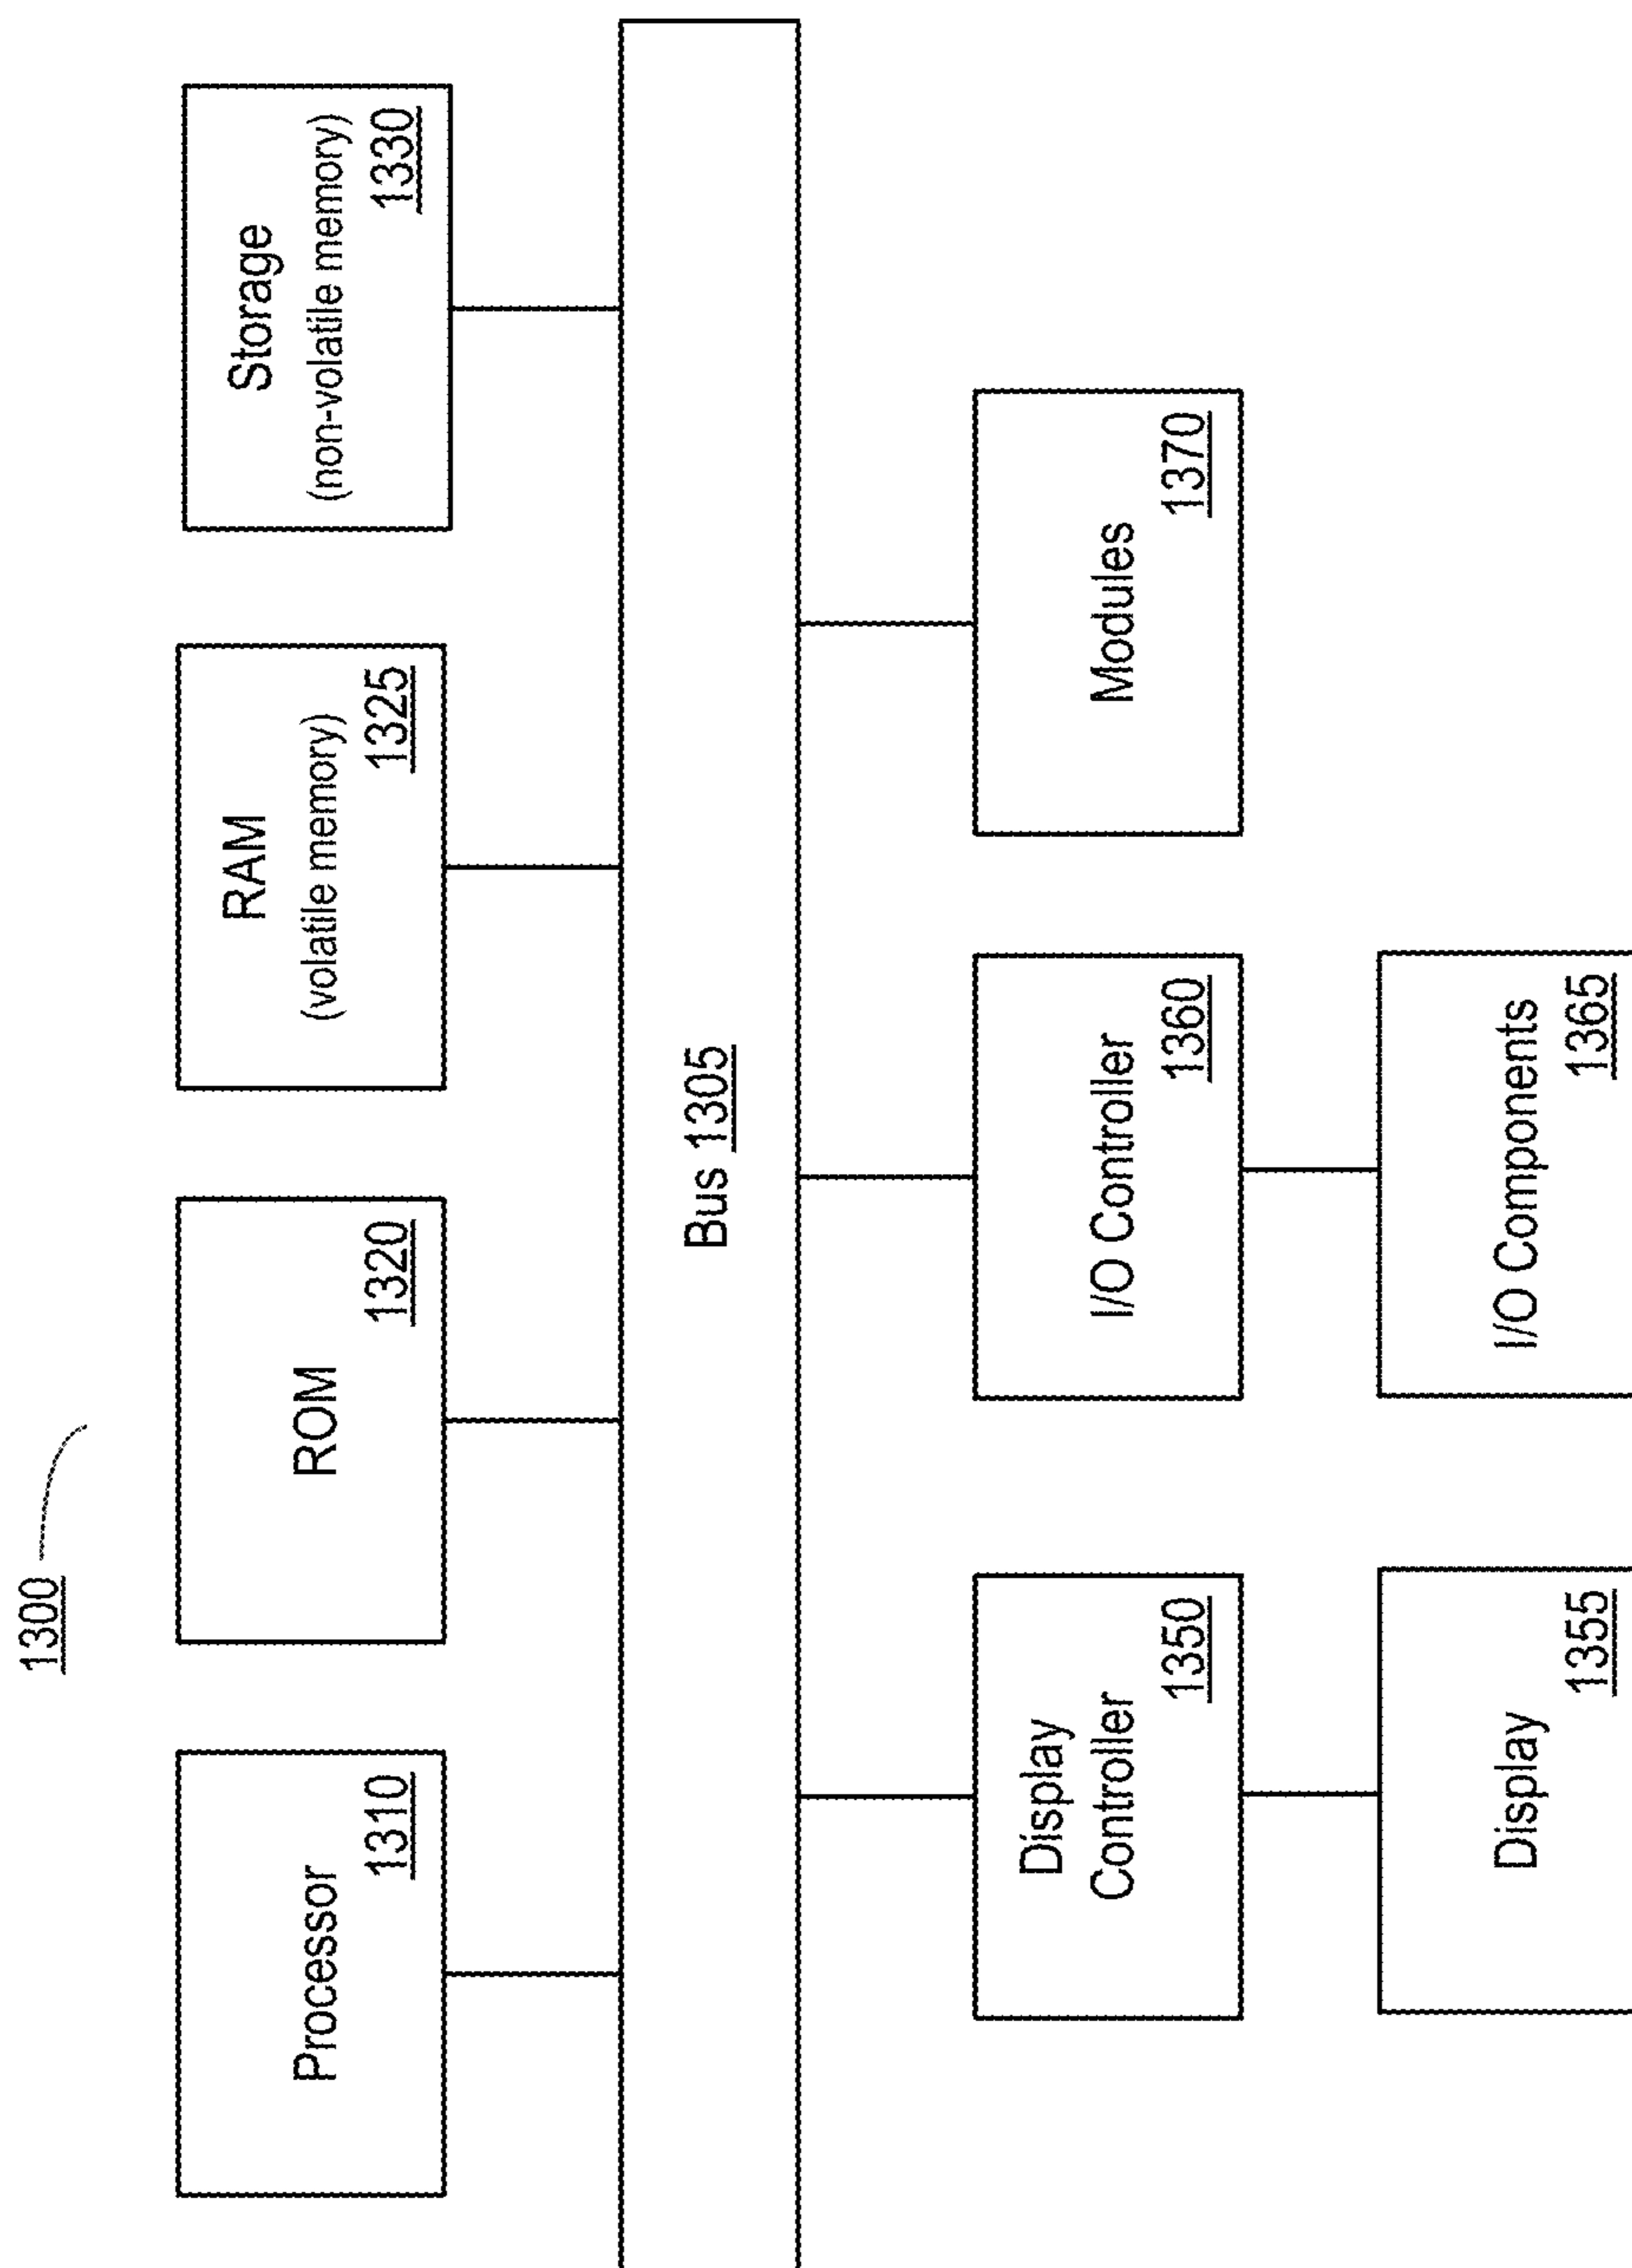 1300
Processor
1310
ROM
1320
RAM
(volatile memory)
1325
Storage
(non-volatile memory)
1330
Bus 1305
Display
Controller
1350
I/O Controller
1360
Modules
1370
Display
1355
I/O Components
1365